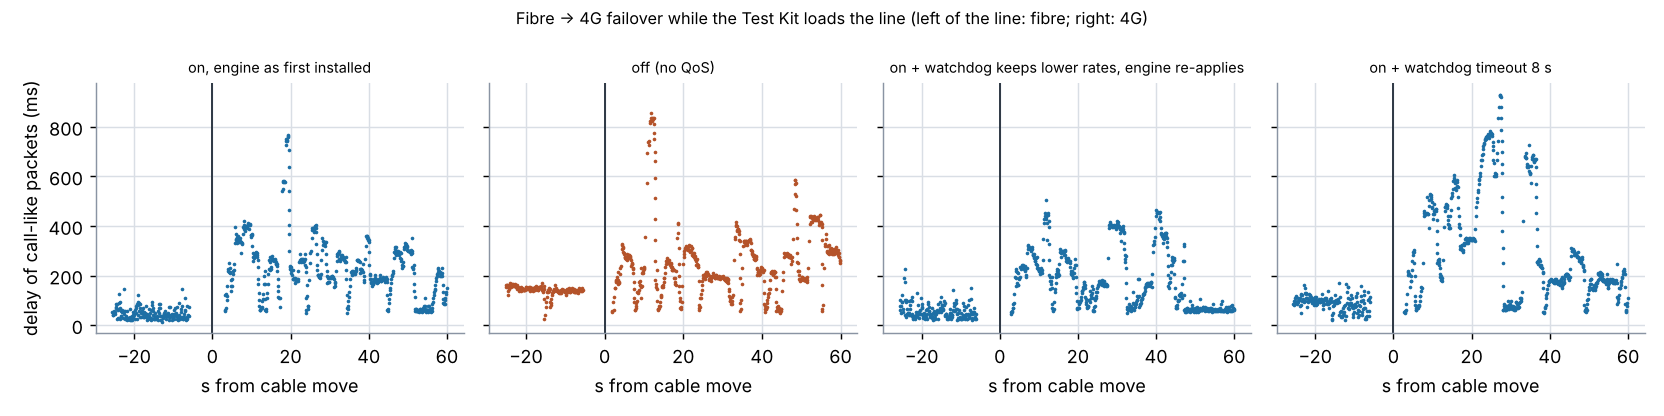 Fibre → 4G failover while the Test Kit loads the line (left of the line: fibre; right: 4G)
on, engine as first installed
off (no QoS)
on + watchdog keeps lower rates, engine re-applies
on + watchdog timeout 8 s
delay of call-like packets (ms)
800
600
400
200
0
−20 0 20 40 60
−20 0 20 40 60
−20 0 20 40 60
−20 0 20 40 60
s from cable move
s from cable move
s from cable move
s from cable move